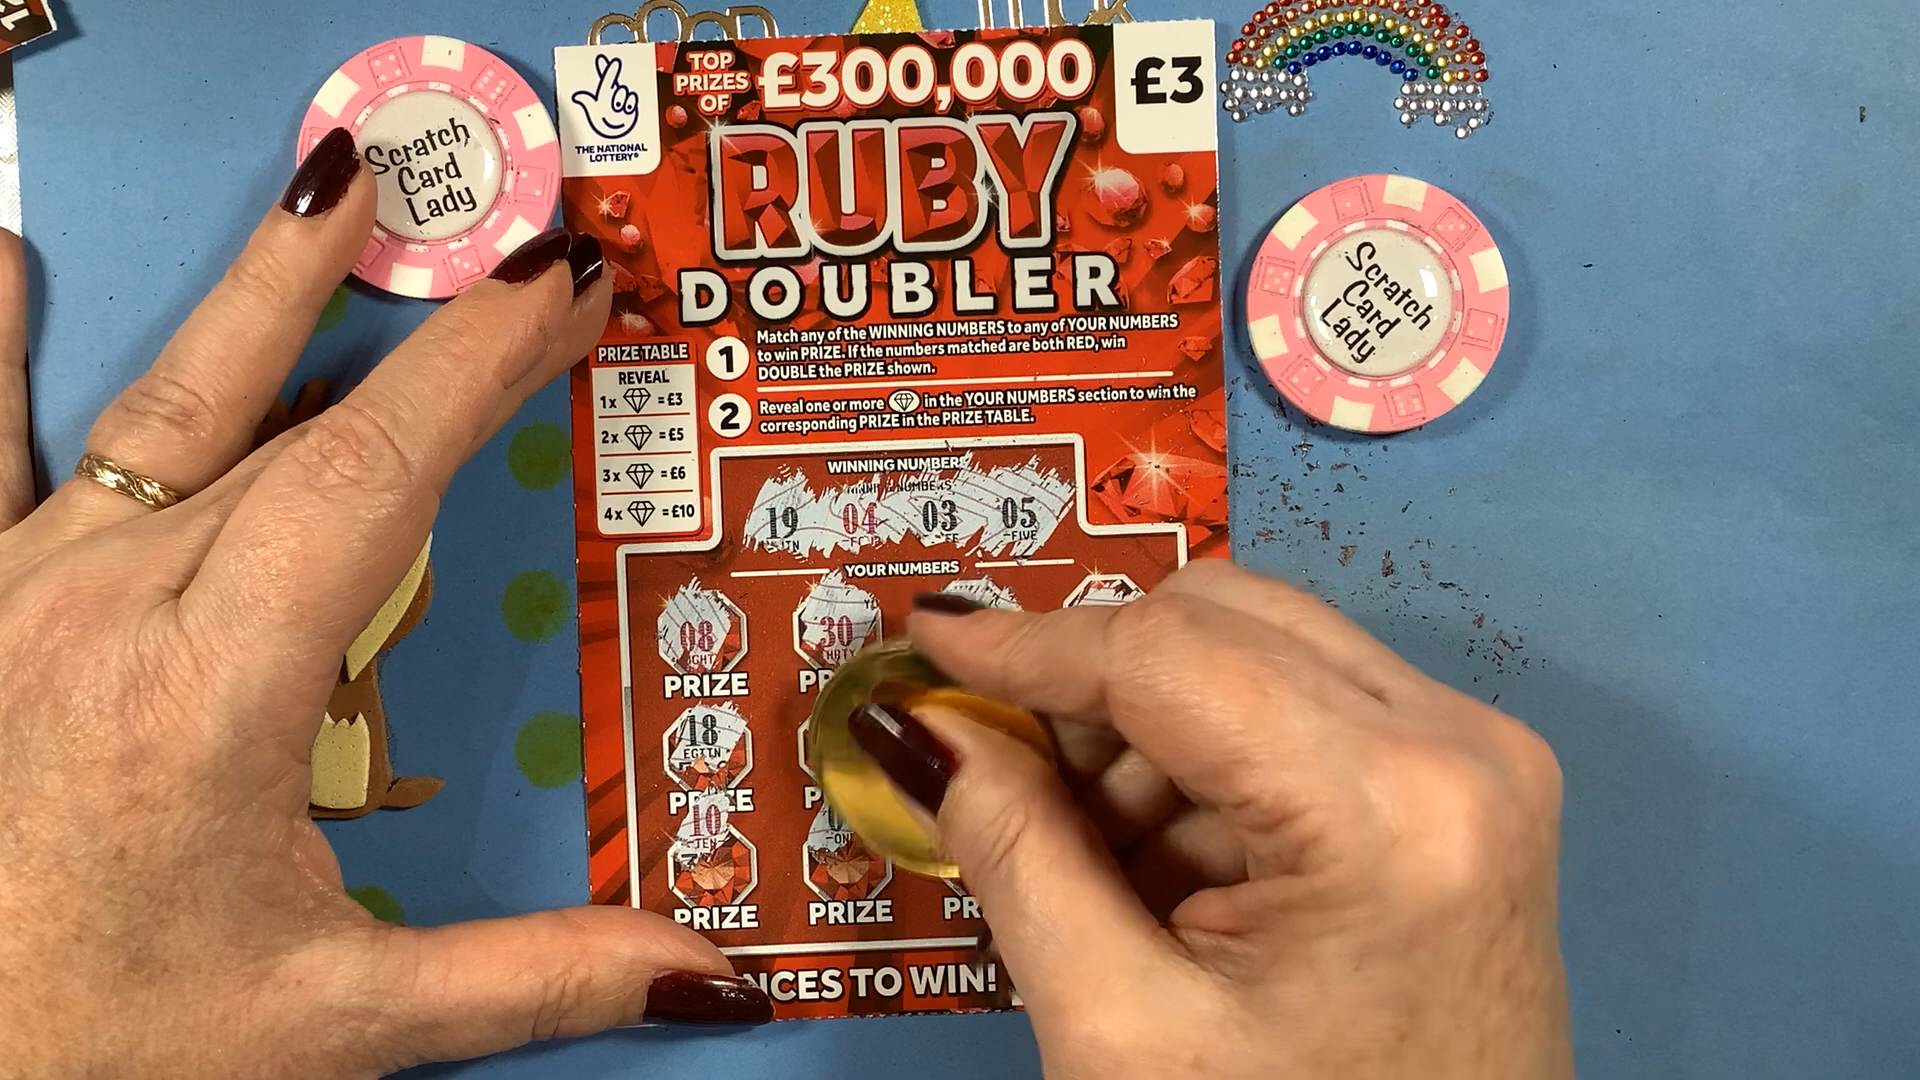 TOP PRIZES OF £300,000
£3
THE NATIONAL
LOTTERY®
RUBY
DOUBLER
Scratch
Card
Lady
Scratch
Card
Lady
PRIZE TABLE
REVEAL
1x =£3
2x =£5
3x =£6
4x =£10
1 Match any of the WINNING NUMBERS to any of YOUR NUMBERS
to win PRIZE. If the numbers matched are both RED, win
DOUBLE the PRIZE shown.
2 Reveal one or more in the YOUR NUMBERS section to win the
corresponding PRIZE in the PRIZE TABLE.
WINNING NUMBERS
19 04 03 05
FIVE
YOUR NUMBERS
08 30
PRIZE
18
EGTTN
10
TEN
PRIZE PRIZE
TO WIN!